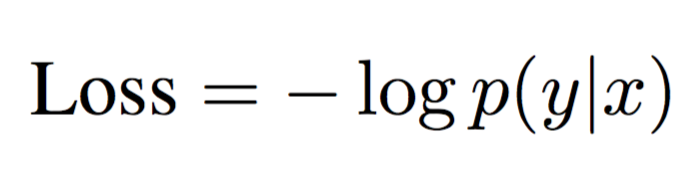 Loss = − log p(y|x)